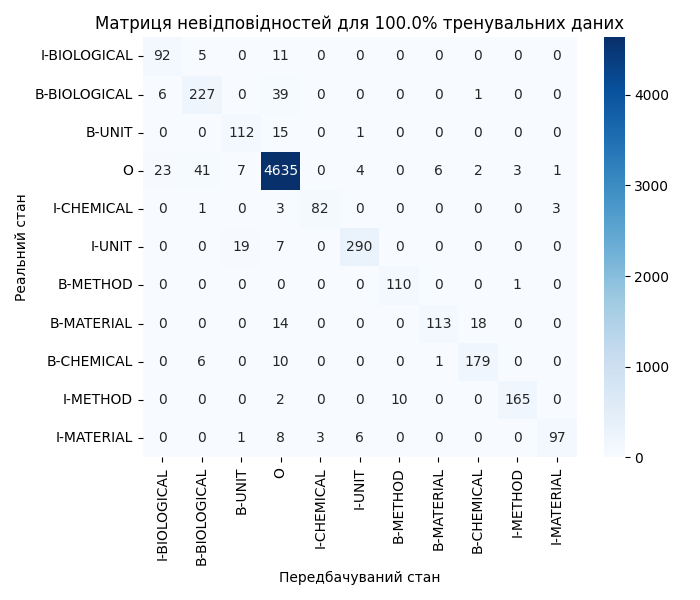 Матриця невідповідностей для 100.0% тренувальних даних
I-BIOLOGICAL 92 5 0 11 0 0 0 0 0 0 0
B-BIOLOGICAL 6 227 0 39 0 0 0 0 1 0 0
B-UNIT 0 0 112 15 0 1 0 0 0 0 0
O 23 41 7 4635 0 4 0 6 2 3 1
I-CHEMICAL 0 1 0 3 82 0 0 0 0 0 3
I-UNIT 0 0 19 7 0 290 0 0 0 0 0
B-METHOD 0 0 0 0 0 0 110 0 0 1 0
B-MATERIAL 0 0 0 14 0 0 0 113 18 0 0
B-CHEMICAL 0 6 0 10 0 0 0 1 179 0 0
I-METHOD 0 0 0 2 0 0 10 0 0 165 0
I-MATERIAL 0 0 1 8 3 6 0 0 0 0 97
I-BIOLOGICAL
B-BIOLOGICAL
B-UNIT
O
I-CHEMICAL
I-UNIT
B-METHOD
B-MATERIAL
B-CHEMICAL
I-METHOD
I-MATERIAL
Передбачуваний стан
Реальний стан
4000
3000
2000
1000
0